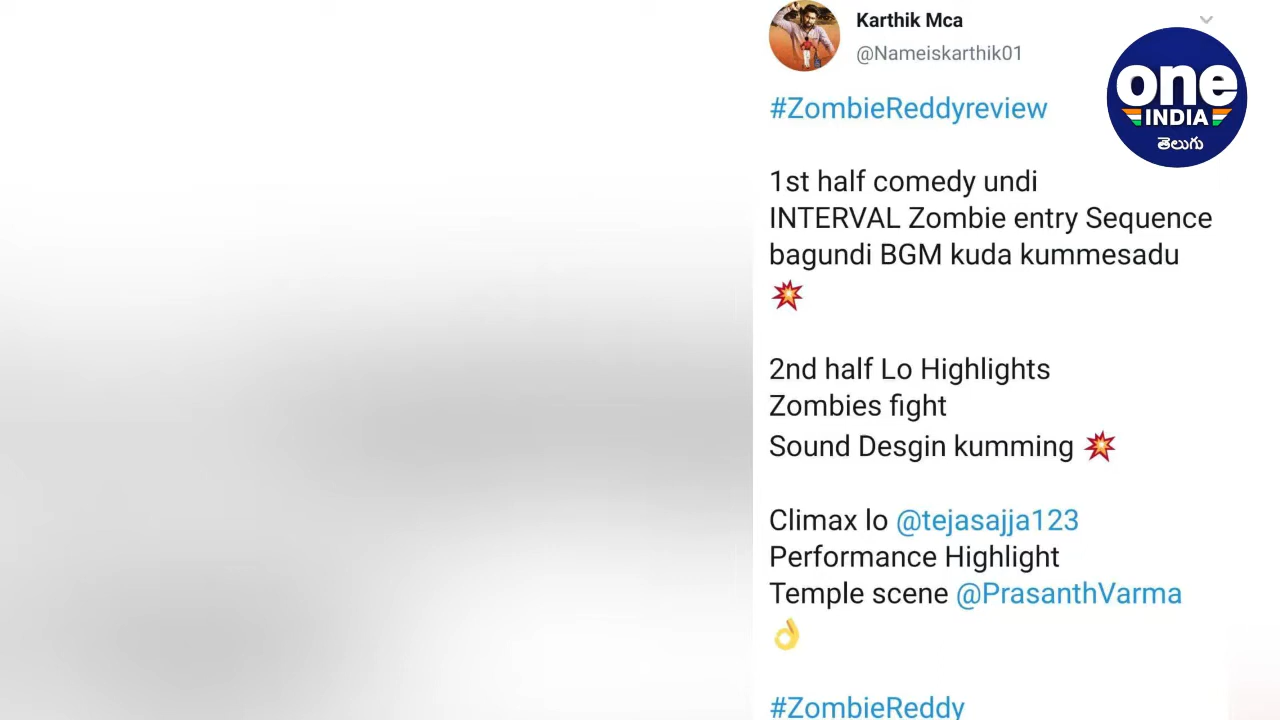 Karthik Mca
@Nameiskarthik01
one
INDIA
తెలుగు
#ZombieReddyreview
1st half comedy undi
INTERVAL Zombie entry Sequence
bagundi BGM kuda kummesadu
💥
2nd half Lo Highlights
Zombies fight
Sound Desgin kumming 💥
Climax lo @tejasajja123
Performance Highlight
Temple scene @PrasanthVarma
👌
#ZombieReddy